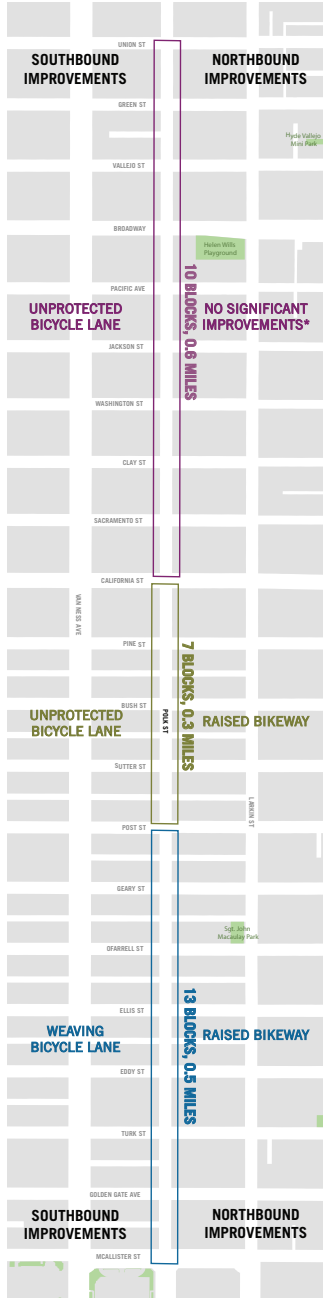 UNION ST
SOUTHBOUND
IMPROVEMENTS
NORTHBOUND
IMPROVEMENTS
GREEN ST
Hyde Vallejo
Mini Park
VALLEJO ST
BROADWAY
Helen Wills
Playground
PACIFIC AVE
10 BLOCKS, 0.6 MILES
UNPROTECTED
BICYCLE LANE
NO SIGNIFICANT
IMPROVEMENTS*
JACKSON ST
WASHINGTON ST
CLAY ST
SACRAMENTO ST
CALIFORNIA ST
VAN NESS AVE
PINE ST
7 BLOCKS, 0.3 MILES
BUSH ST
POLK ST
UNPROTECTED
BICYCLE LANE
RAISED BIKEWAY
SUTTER ST
LARKIN ST
POST ST
GEARY ST
Sgt. John
Macaulay Park
OFARRELL ST
13 BLOCKS, 0.5 MILES
ELLIS ST
WEAVING
BICYCLE LANE
RAISED BIKEWAY
EDDY ST
TURK ST
GOLDEN GATE AVE
SOUTHBOUND
IMPROVEMENTS
NORTHBOUND
IMPROVEMENTS
MCALLISTER ST